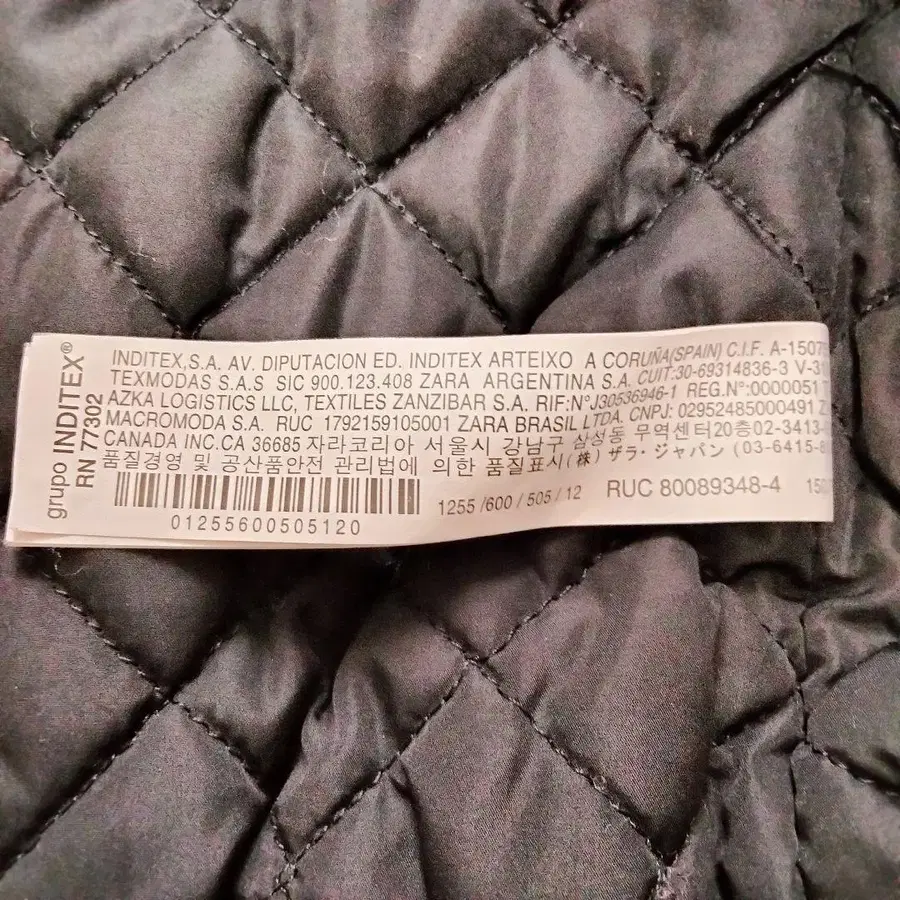 grupo INDITEX®
RN 77302
INDITEX,S.A. AV. DIPUTACION ED. INDITEX ARTEIXO A CORUÑA(SPAIN) C.I.F. A-1507
TEXMODAS S.A.S SIC 900.123.408 ZARA ARGENTINA S.A. CUIT:30-69314836-3 V-31
AZKA LOGISTICS LLC, TEXTILES ZANZIBAR S.A. RIF:N°J30536946-1 REG.N°:0000051
MACROMODA S.A. RUC 1792159105001 ZARA BRASIL LTDA. CNPJ: 02952485000491
CANADA INC.CA 36685 자라코리아 서울시 강남구 삼성동 무역센터20층02-3413-
품질경영 및 공산품안전 관리법에 의한 품질표시(株) ザラ・ジャパン (03-6415-8
1255 /600 / 505 / 12 RUC 80089348-4 150
01255600505120